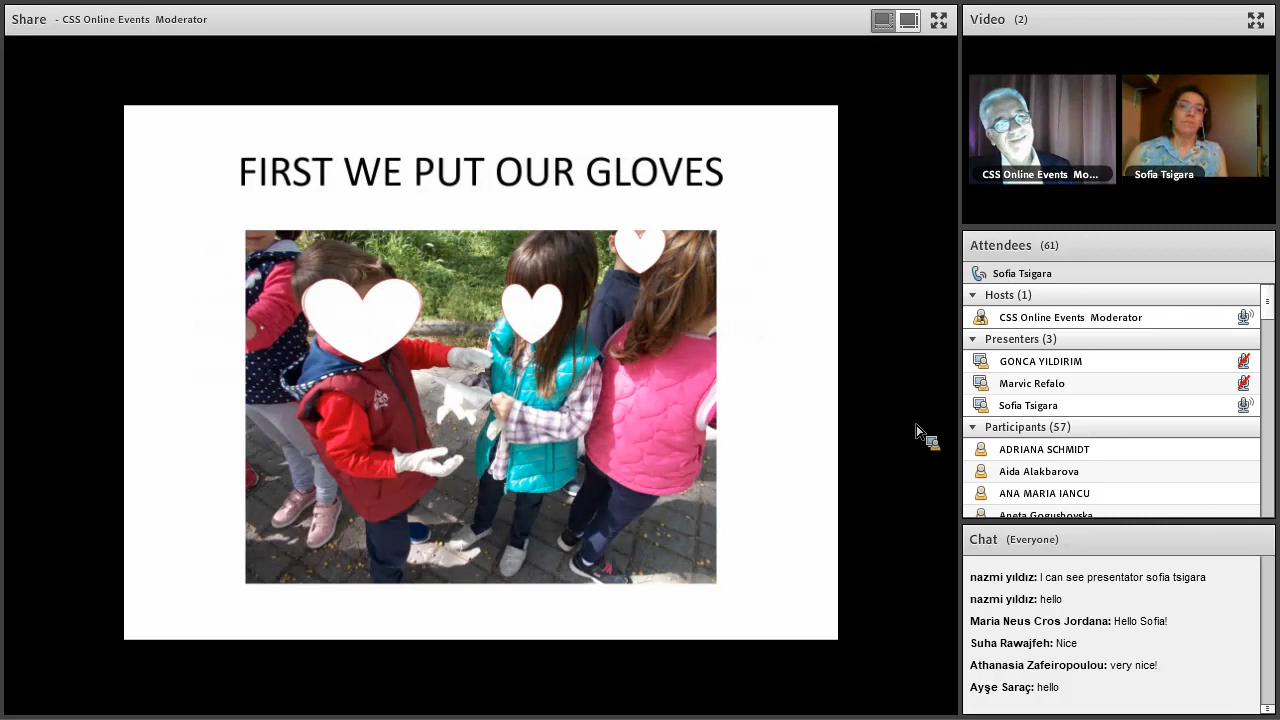 Share - CSS Online Events Moderator
FIRST WE PUT OUR GLOVES
Video (2)
CSS Online Events Mo...
Sofia Tsigara
Attendees (61)
Sofia Tsigara
Hosts (1)
CSS Online Events Moderator
Presenters (3)
GONCA YILDIRIM
Marvic Refalo
Sofia Tsigara
Participants (57)
ADRIANA SCHMIDT
Aida Alakbarova
ANA MARIA IANCU
Aneta Gogushovska
Chat (Everyone)
nazmi yıldız: I can see presentator sofia tsigara
nazmi yıldız: hello
Maria Neus Cros Jordana: Hello Sofia!
Suha Rawajfeh: Nice
Athanasia Zafeiropoulou: very nice!
Ayşe Saraç: hello